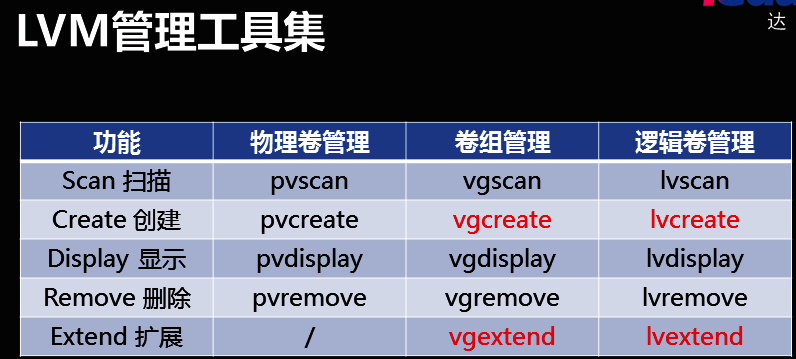 LVM管理工具集
达
功能 物理卷管理 卷组管理 逻辑卷管理
Scan 扫描 pvscan vgscan lvscan
Create 创建 pvcreate vgcreate lvcreate
Display 显示 pvdisplay vgdisplay lvdisplay
Remove 删除 pvremove vgremove lvremove
Extend 扩展 / vgextend lvextend